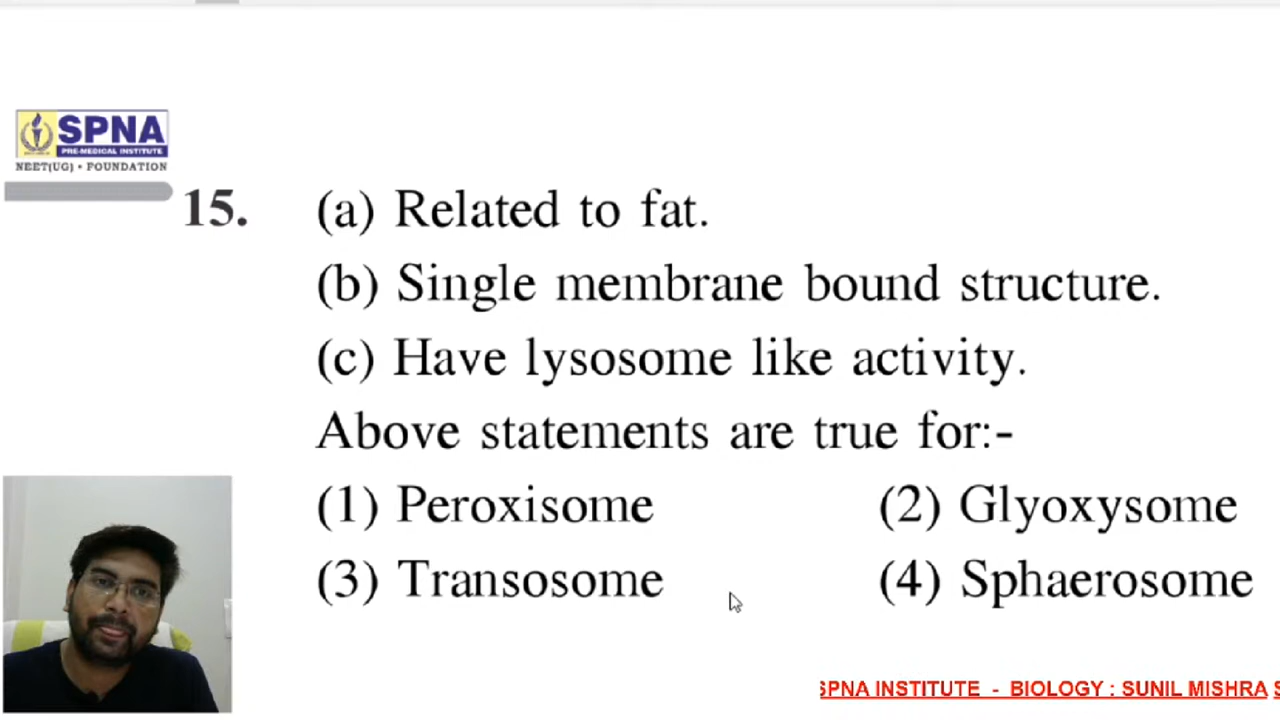 SPNA
PRE-MEDICAL INSTITUTE
NEET(UG) • FOUNDATION
15. (a) Related to fat.
(b) Single membrane bound structure.
(c) Have lysosome like activity.
Above statements are true for:-
(1) Peroxisome (2) Glyoxysome
(3) Transosome (4) Sphaerosome
SPNA INSTITUTE - BIOLOGY : SUNIL MISHRA S